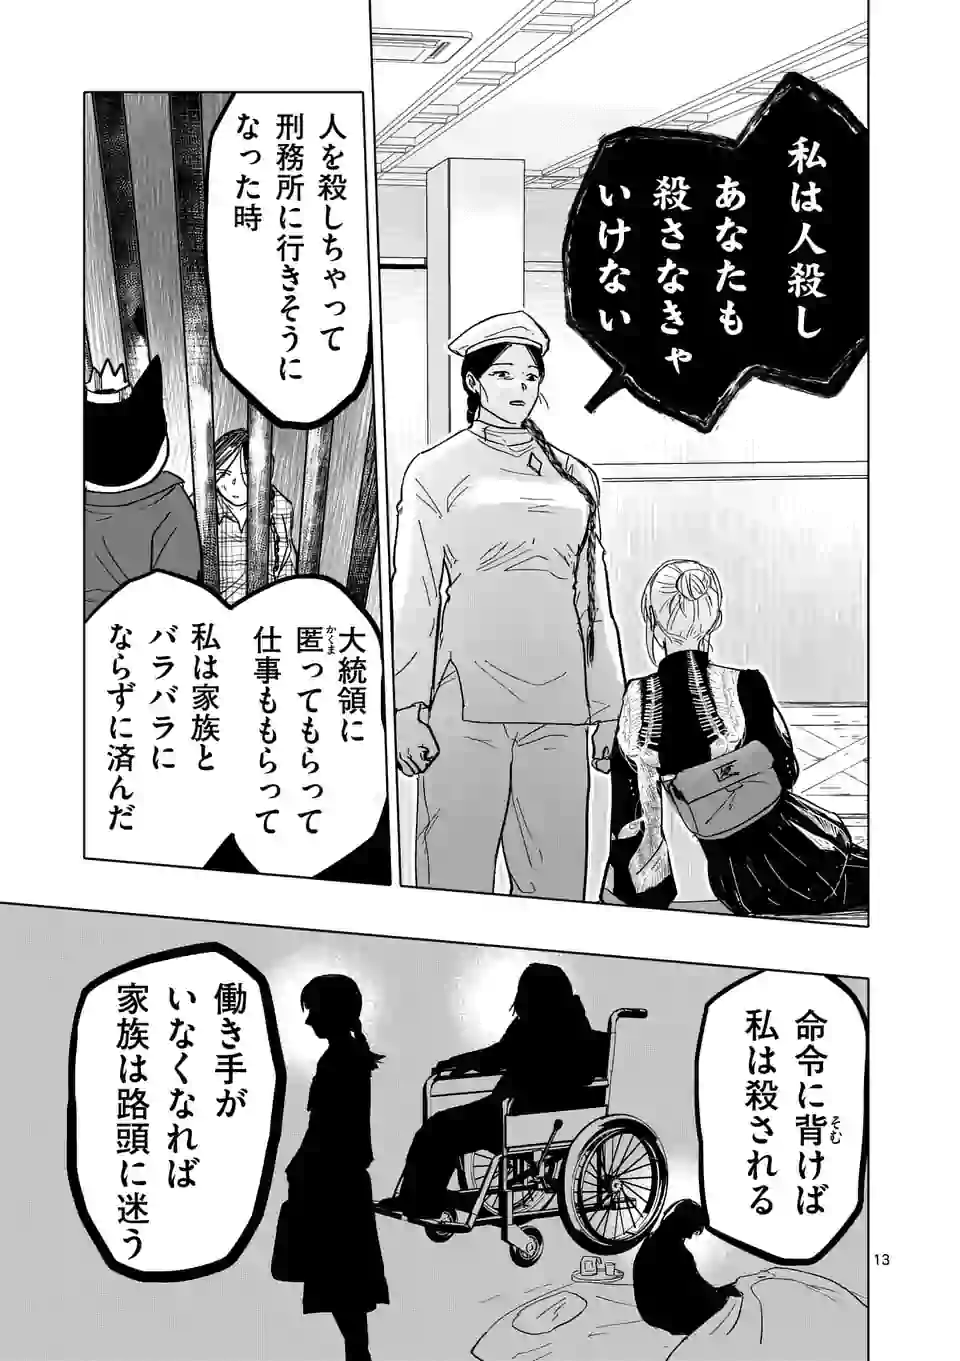 私は人殺し
あなたも
殺さなきゃ
いけない
人を殺しちゃって
刑務所に行きそうに
なった時
大統領に
匿ってもらって
かくま
仕事ももらって
私は家族と
バラバラに
ならずに済んだ
命令に背けば
そむ
私は殺される
働き手が
いなくなれば
家族は路頭に迷う
13